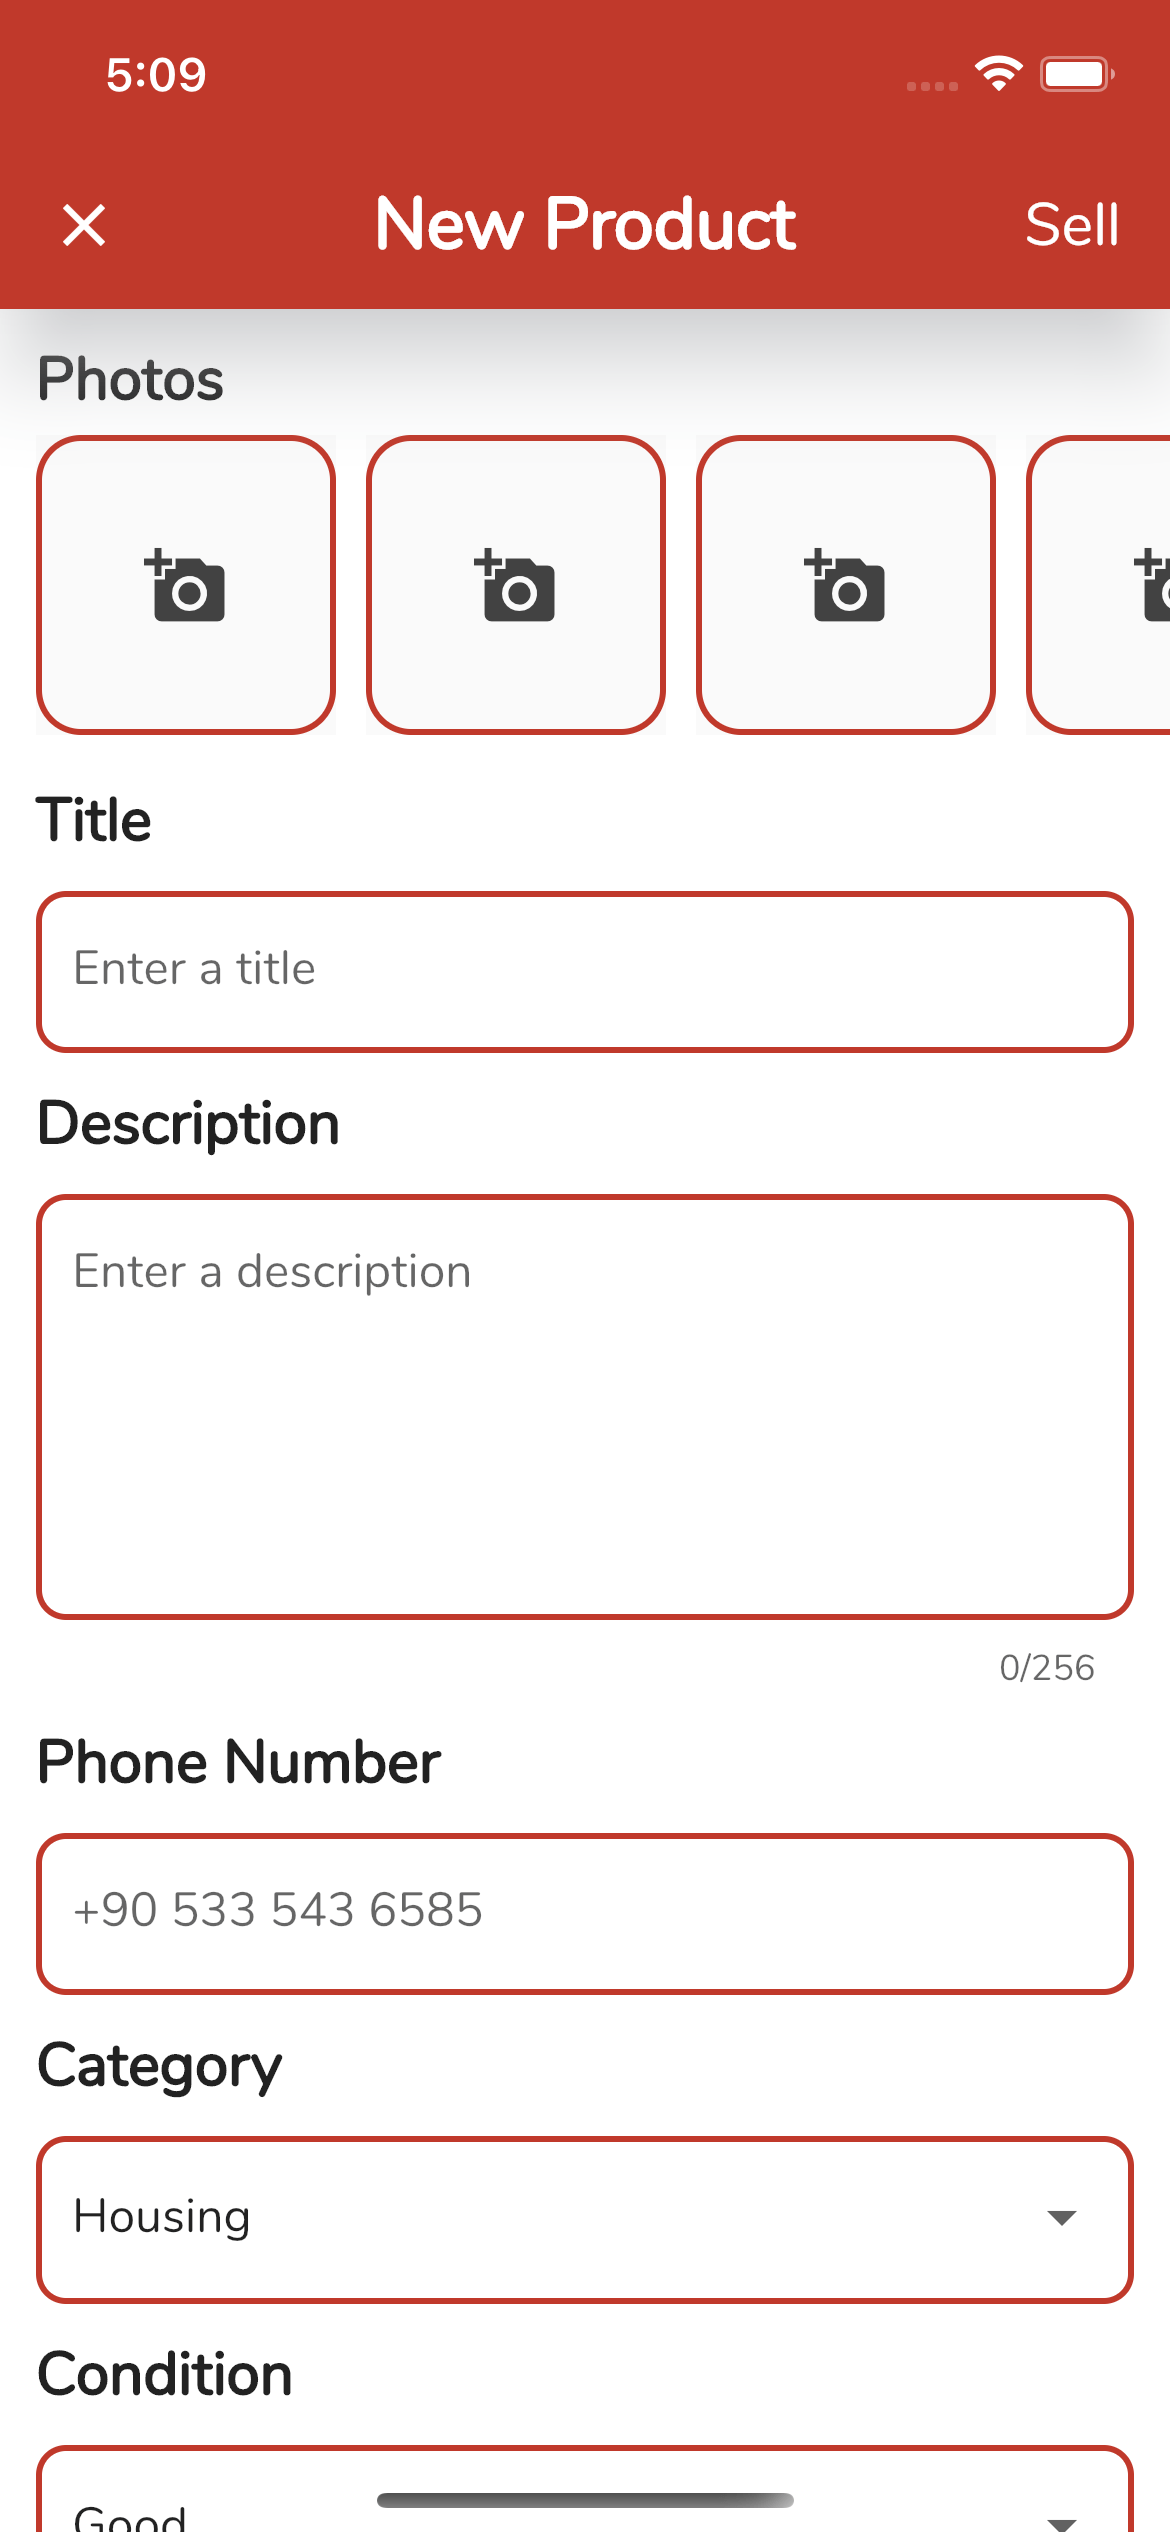 5:09
New Product
Sell
Photos
Title
Enter a title
Description
Enter a description
0/256
Phone Number
+90 533 543 6585
Category
Housing
Condition
Good